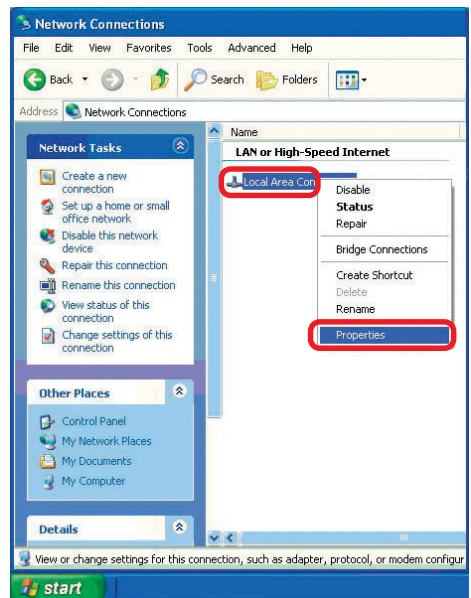 Network Connections
File Edit View Favorites Tools Advanced Help
Back Search Folders
Address Network Connections
Network Tasks
Create a new
connection
Set up a home or small
office network
Disable this network
device
Repair this connection
Rename this connection
View status of this
connection
Change settings of this
connection
Other Places
Control Panel
My Network Places
My Documents
My Computer
Details
Name
LAN or High-Speed Internet
Local Area Con
Disable
Status
Repair
Bridge Connections
Create Shortcut
Delete
Rename
Properties
View or change settings for this connection, such as adapter, protocol, or modem configur
start